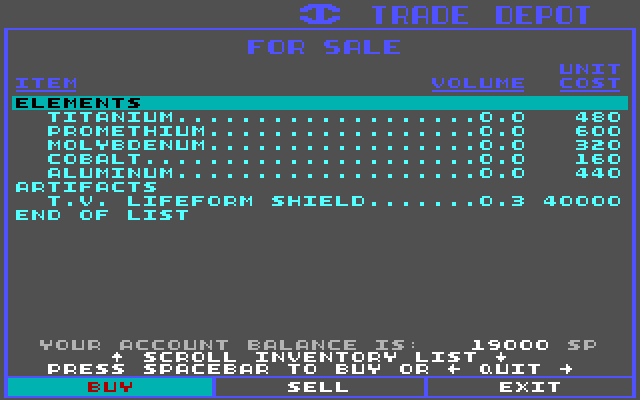 TRADE DEPOT
FOR SALE
UNIT
ITEM VOLUME COST
ELEMENTS
TITANIUM...................0.0 480
PROMETHIUM.................0.0 600
MOLYBDENUM.................0.0 320
COBALT.....................0.0 160
ALUMINUM...................0.0 440
ARTIFACTS
T.V. LIFEFORM SHIELD.......0.3 40000
END OF LIST
YOUR ACCOUNT BALANCE IS: 19000 SP
↑ SCROLL INVENTORY LIST ↓
PRESS SPACEBAR TO BUY OR ← QUIT →
BUY SELL EXIT